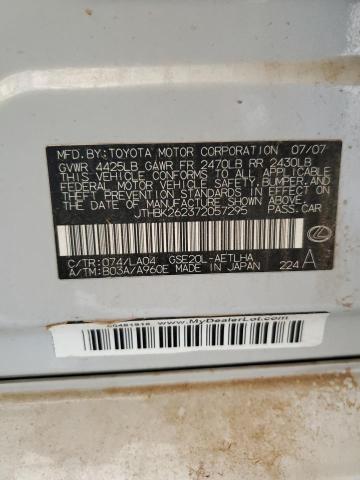 MFD.BY:TOYOTA MOTOR CORPORATION 07/07
GVWR 4425LB GAWR FR 2470LB RR 2430LB
THIS VEHICLE CONFORMS TO ALL APPLICABLE
FEDERAL MOTOR VEHICLE SAFETY,BUMPER,AND
THEFT PREVENTION STANDARDS IN EFFECT ON
THE DATE OF MANUFACTURE SHOWN ABOVE.
JTHBK262372057295 PASS.CAR
C/TR:074/LA04 GSE20L-AETLHA
A/TM:B03A/A960E MADE IN JAPAN 224 A
www.MyDealerLot.com